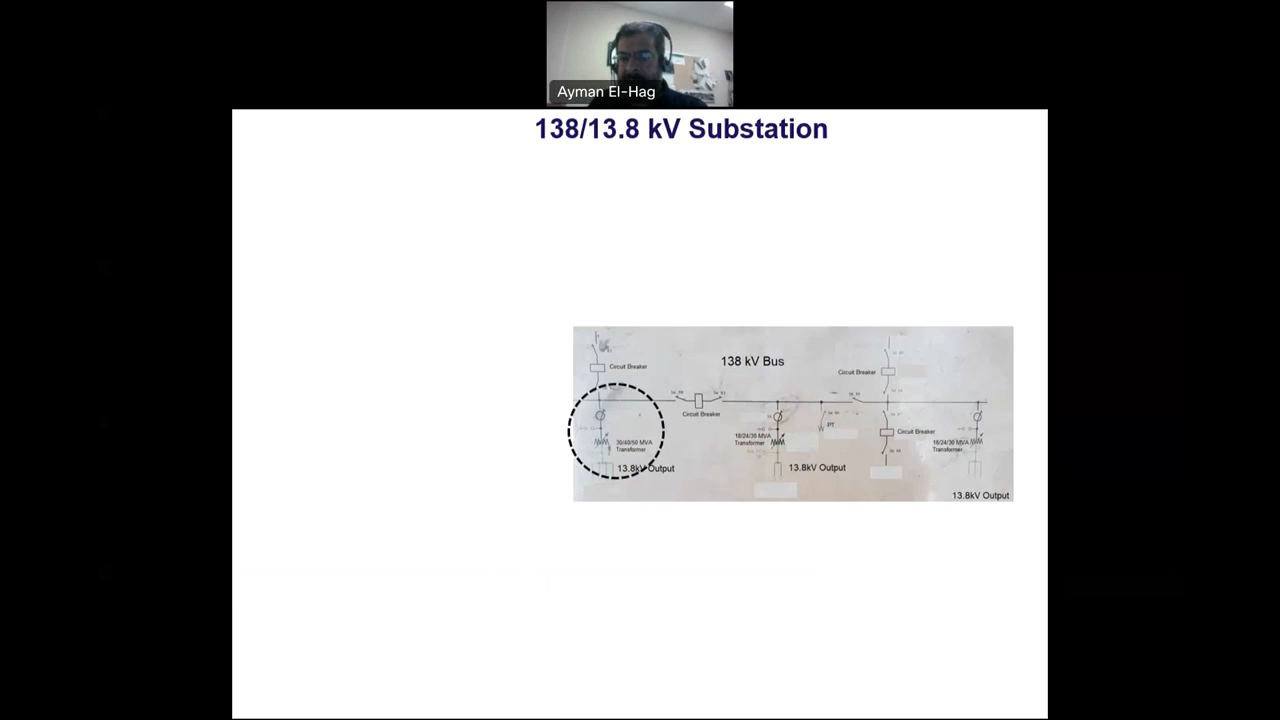 Ayman El-Hag
138/13.8 kV Substation
138 kV Bus
Circuit Breaker
Circuit Breaker
Circuit Breaker
PT
Circuit Breaker
30/40/50 MVA
Transformer
18/24/30 MVA
Transformer
18/24/30 MVA
Transformer
13.8kV Output
13.8kV Output
13.8kV Output